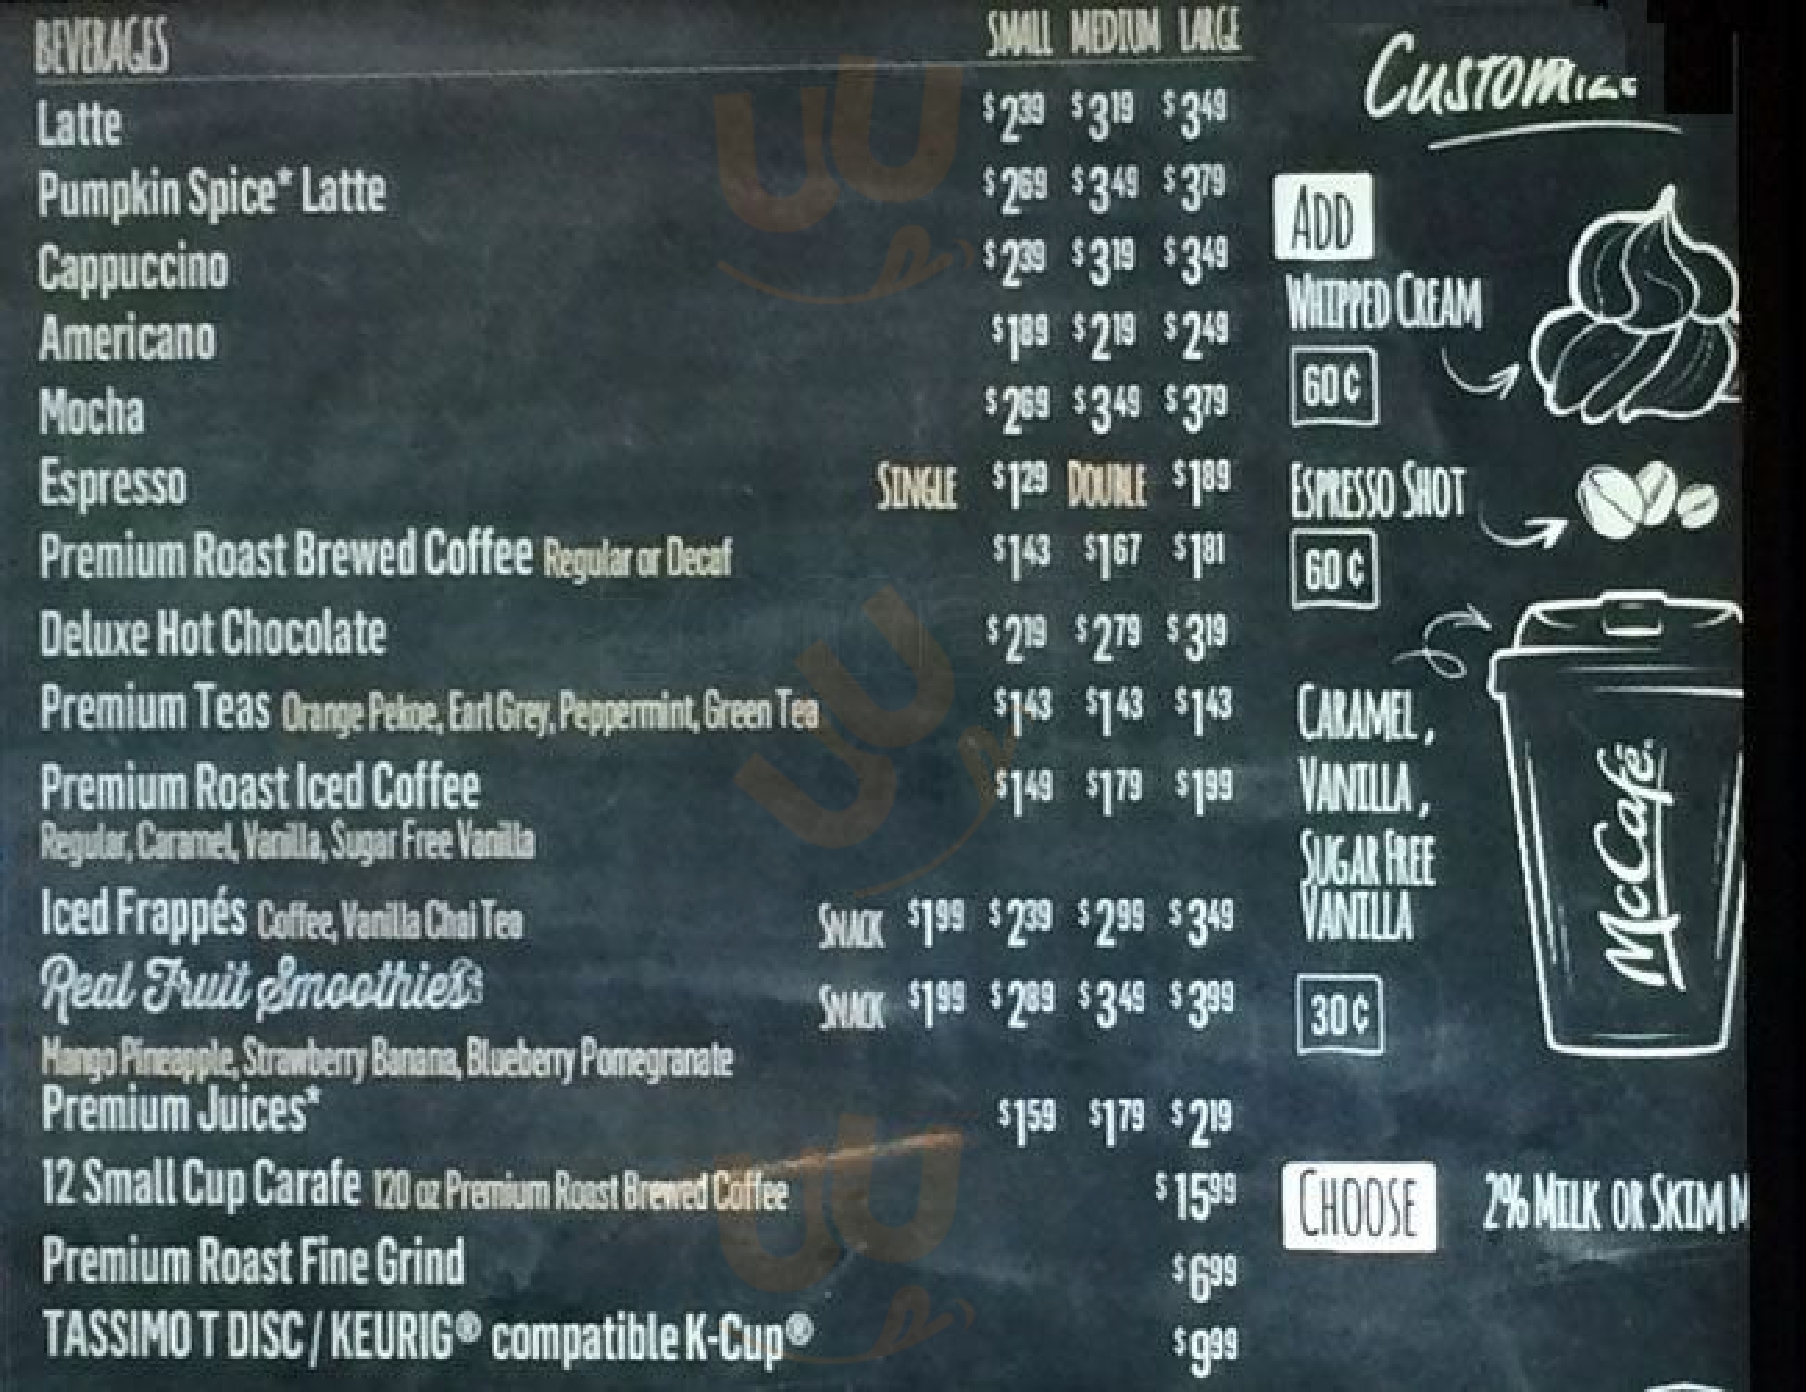 BEVERAGES SMALL MEDIUM LARGE
Latte $2.39 $3.19 $3.49
Pumpkin Spice* Latte $2.69 $3.49 $3.79
Cappuccino $2.39 $3.19 $3.49
Americano $1.89 $2.19 $2.49
Mocha $2.69 $3.49 $3.79
Espresso SINGLE $1.29 DOUBLE $1.89
Premium Roast Brewed Coffee Regular or Decaf $1.43 $1.67 $1.81
Deluxe Hot Chocolate $2.19 $2.79 $3.19
Premium Teas Orange Pekoe, Earl Grey, Peppermint, Green Tea $1.43 $1.43 $1.43
Premium Roast Iced Coffee $1.49 $1.79 $1.99
Regular, Caramel, Vanilla, Sugar Free Vanilla
Iced Frappés Coffee, Vanilla Chai Tea SNACK $1.99 $2.39 $2.99 $3.49
Real Fruit Smoothies SNACK $1.99 $2.89 $3.49 $3.99
Mango Pineapple, Strawberry Banana, Blueberry Pomegranate
Premium Juices* $1.59 $1.79 $2.19
12 Small Cup Carafe 120 oz Premium Roast Brewed Coffee $15.99
Premium Roast Fine Grind $6.99
TASSIMO T DISC / KEURIG® compatible K-Cup® $9.99
CUSTOMIZE
ADD
WHIPPED CREAM
60¢
ESPRESSO SHOT
60¢
CARAMEL,
VANILLA,
SUGAR FREE
VANILLA
30¢
McCafé
CHOOSE 2% MILK OR SKIM M